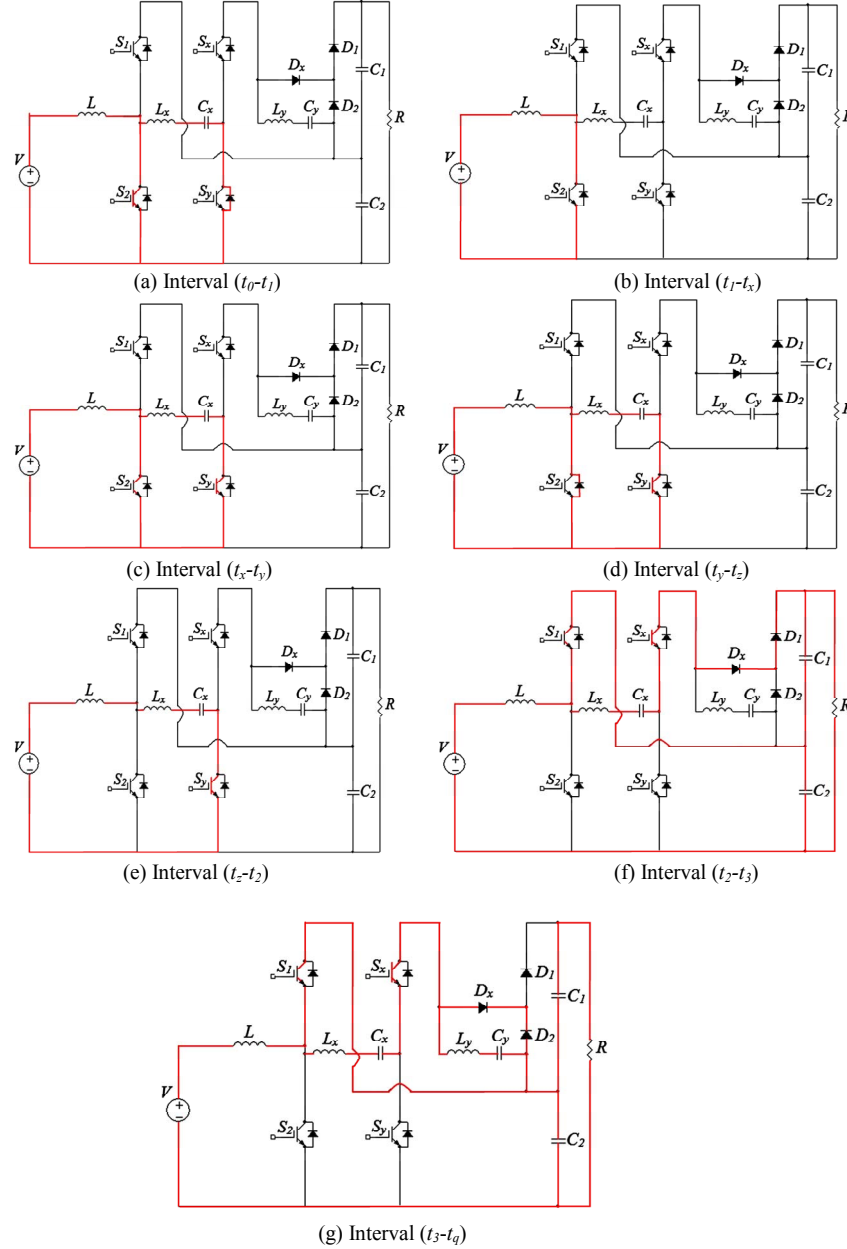 S1 Sx D1
Dx C1
L Lx Cx Ly Cy D2 R
V + −
S2 Sy C2
(a) Interval (t0-t1)
S1 Sx D1
Dx C1
L Lx Cx Ly Cy D2
V + −
S2 Sy C2
(b) Interval (t1-tx)
S1 Sx D1
Dx C1
L Lx Cx Ly Cy D2 R
V + −
S2 Sy C2
(c) Interval (tx-ty)
S1 Sx D1
Dx C1
L Lx Cx Ly Cy D2
V + −
S2 Sy C2
(d) Interval (ty-tz)
S1 Sx D1
Dx C1
L Lx Cx Ly Cy D2 R
V + −
S2 Sy C2
(e) Interval (tz-t2)
S1 Sx D1
Dx C1
L Lx Cx Ly Cy D2 R
V + −
S2 Sy C2
(f) Interval (t2-t3)
S1 Sx D1
Dx C1
L Lx Cx Ly Cy D2 R
V + −
S2 Sy C2
(g) Interval (t3-tq)